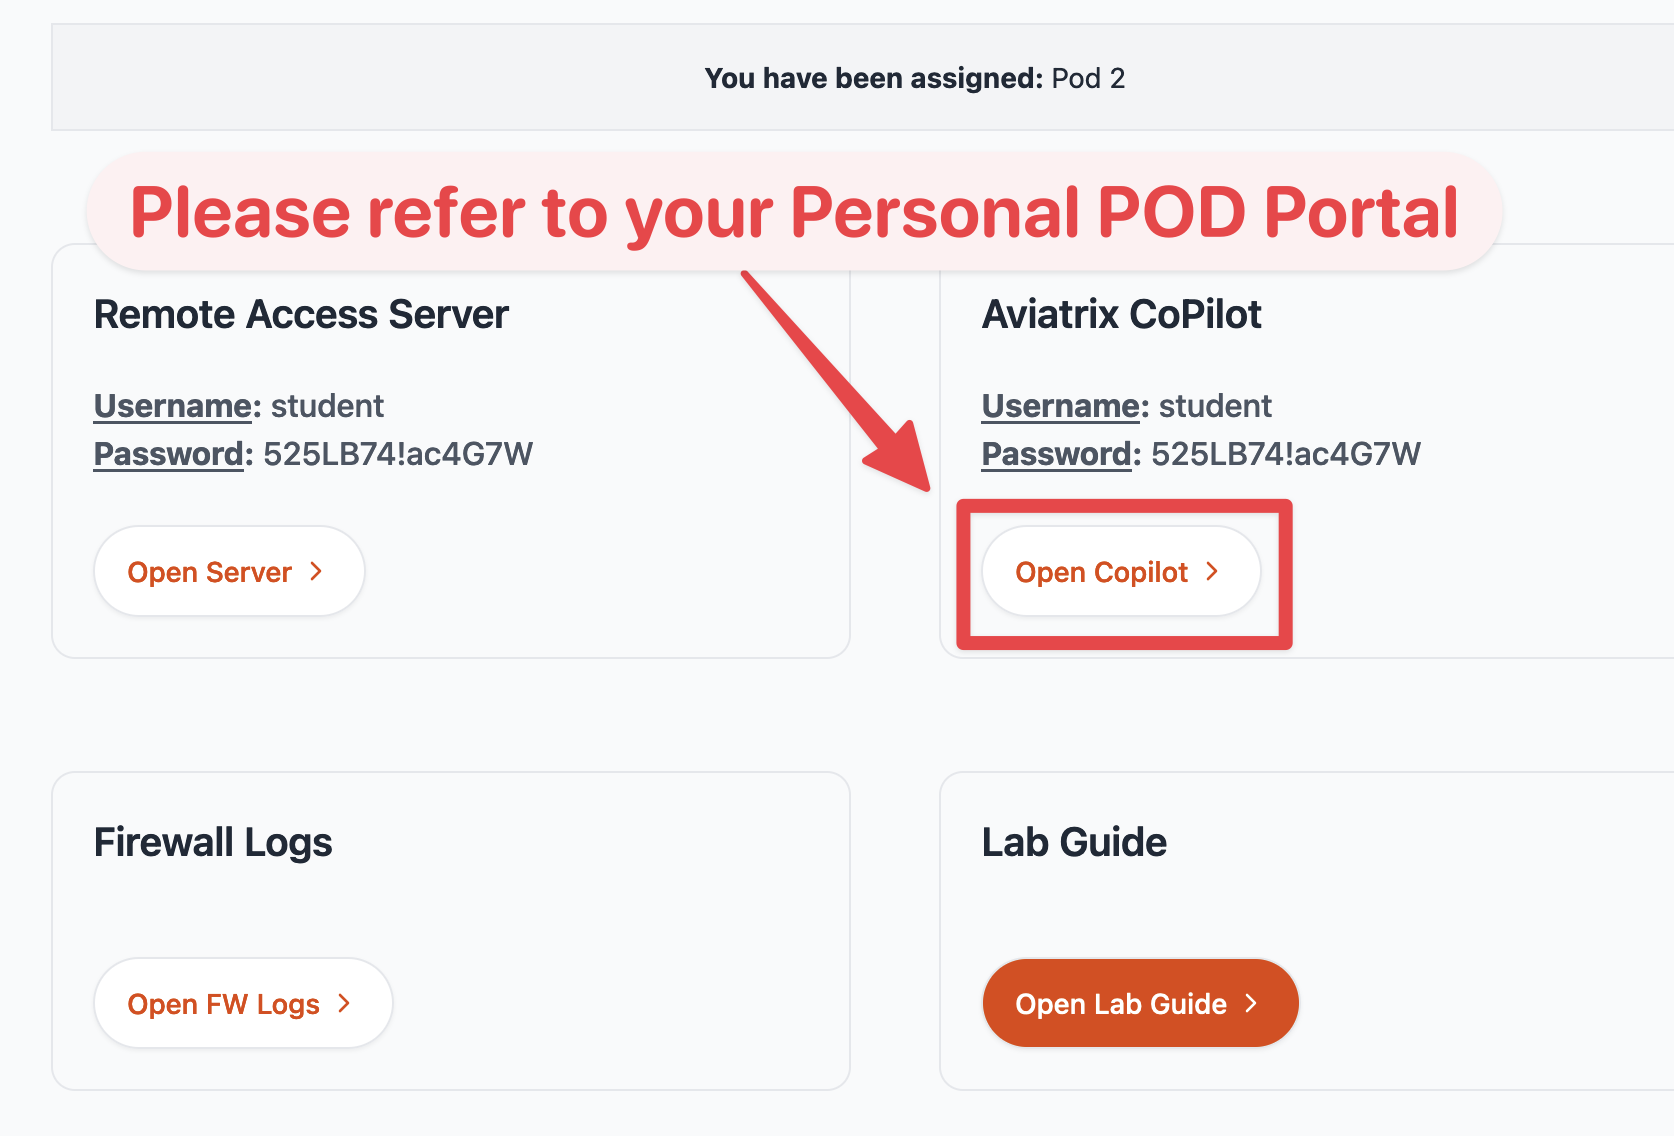 You have been assigned: Pod 2
Please refer to your Personal POD Portal
Remote Access Server
Username: student
Password: 525LB74!ac4G7W
Open Server
Aviatrix CoPilot
Username: student
Password: 525LB74!ac4G7W
Open Copilot
Firewall Logs
Open FW Logs
Lab Guide
Open Lab Guide